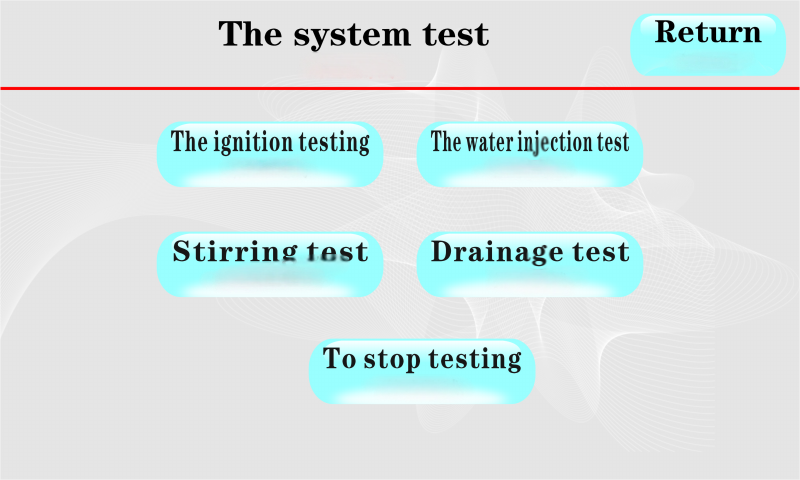 The system test
Return
The ignition testing
The water injection test
Stirring test
Drainage test
To stop testing